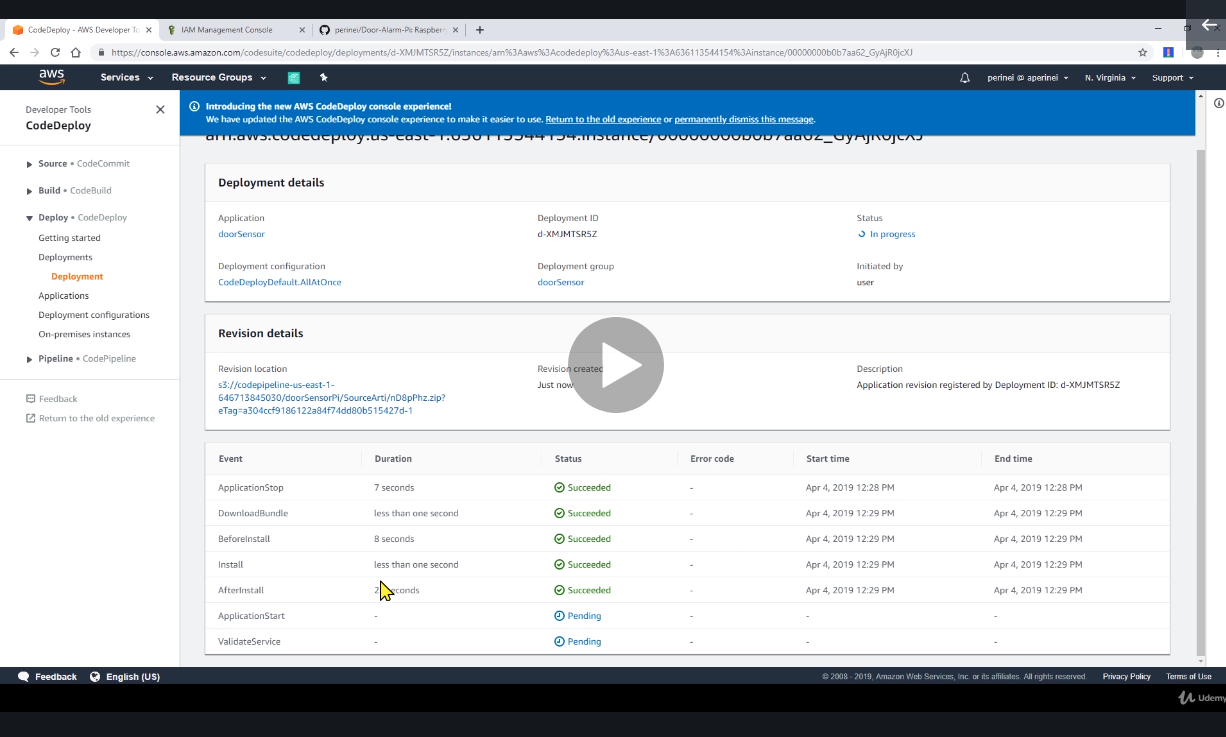 CodeDeploy - AWS Developer To
IAM Management Console
perinei/Door-Alarm-Pi: Raspber
https://console.aws.amazon.com/codesuite/codedeploy/deployments/d-XMJMTSR5Z/instances/arn%3Aaws%3Acodedeploy%3Aus-east-1%3A636113544154%3Ainstance/00000000b0b7aa62_GyAjR0jcXJ
aws
Services
Resource Groups
perinei @ aperinei
N. Virginia
Support
Developer Tools
CodeDeploy
Source • CodeCommit
Build • CodeBuild
Deploy • CodeDeploy
Getting started
Deployments
Deployment
Applications
Deployment configurations
On-premises instances
Pipeline • CodePipeline
Feedback
Return to the old experience
Introducing the new AWS CodeDeploy console experience!
We have updated the AWS CodeDeploy console experience to make it easier to use. Return to the old experience or permanently dismiss this message.
arn:aws:codedeploy:us-east-1:636113544154:instance/00000000b0b7aa62_GyAjR0jcXJ
Deployment details
Application
doorSensor
Deployment ID
d-XMJMTSR5Z
Status
In progress
Deployment configuration
CodeDeployDefault.AllAtOnce
Deployment group
doorSensor
Initiated by
user
Revision details
Revision location
s3://codepipeline-us-east-1-
646713845030/doorSensorPi/SourceArti/nD8pPhz.zip?
eTag=a304ccf9186122a84f74dd80b515427d-1
Revision created
Just now
Description
Application revision registered by Deployment ID: d-XMJMTSR5Z
Event Duration Status Error code Start time End time
ApplicationStop 7 seconds Succeeded - Apr 4, 2019 12:28 PM Apr 4, 2019 12:28 PM
DownloadBundle less than one second Succeeded - Apr 4, 2019 12:29 PM Apr 4, 2019 12:29 PM
BeforeInstall 8 seconds Succeeded - Apr 4, 2019 12:29 PM Apr 4, 2019 12:29 PM
Install less than one second Succeeded - Apr 4, 2019 12:29 PM Apr 4, 2019 12:29 PM
AfterInstall Succeeded - Apr 4, 2019 12:29 PM Apr 4, 2019 12:29 PM
ApplicationStart - Pending - - -
ValidateService - Pending - - -
Feedback
English (US)
© 2008 - 2019, Amazon Web Services, Inc. or its affiliates. All rights reserved.
Privacy Policy
Terms of Use
Udemy